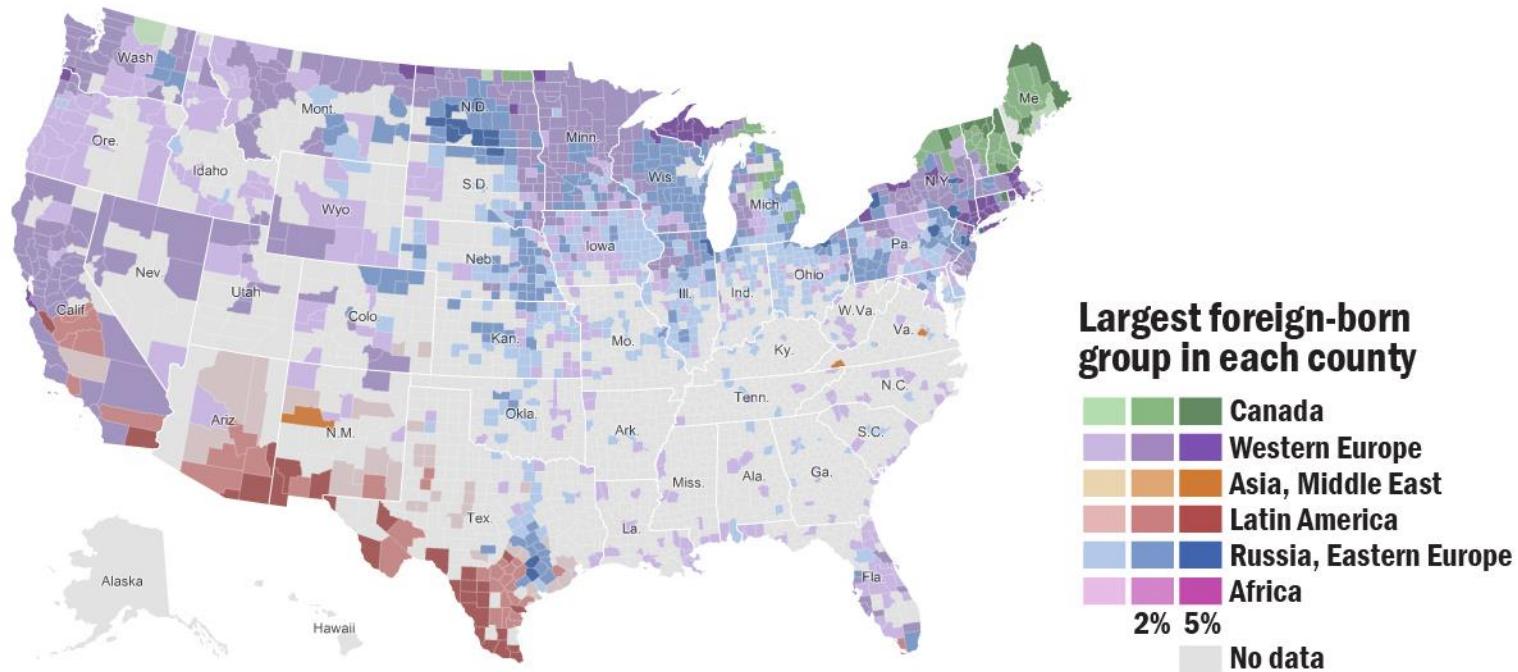 Wash.
Mont.
N.D.
Minn.
Me.
Ore.
Idaho
S.D.
Wis.
Mich.
N.Y.
Wyo.
Iowa
Pa.
Neb.
Nev.
Utah
Colo.
Ill.
Ind.
Ohio
W.Va.
Va.
Calif.
Kan.
Mo.
Ky.
Ariz.
N.M.
Okla.
Tenn.
N.C.
Ark.
S.C.
Miss.
Ala.
Ga.
Tex.
La.
Fla.
Alaska
Hawaii
Largest foreign-born
group in each county
Canada
Western Europe
Asia, Middle East
Latin America
Russia, Eastern Europe
Africa
2% 5%
No data